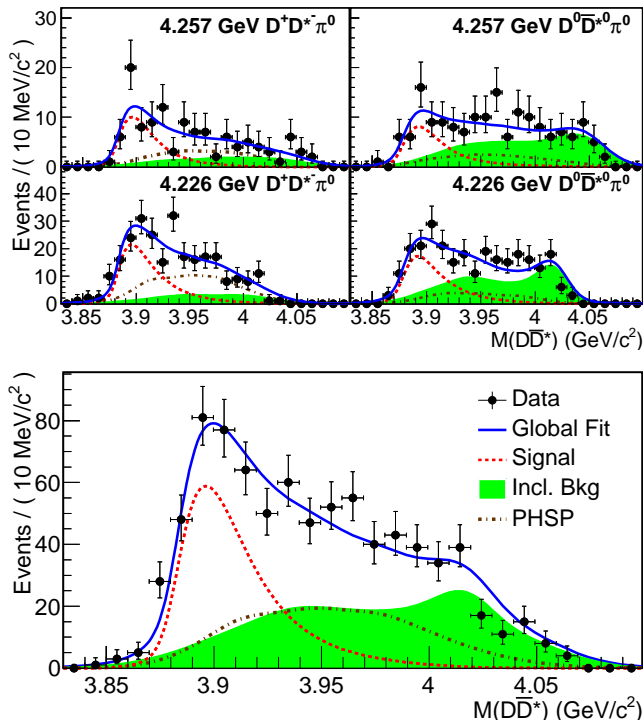 4.257 GeV D⁺D*⁻π⁰
4.257 GeV D⁰D̅*⁰π⁰
Events / ( 10 MeV/c² )
30
20
10
0
4.226 GeV D⁺D*⁻π⁰
4.226 GeV D⁰D̅*⁰π⁰
40
30
20
10
0
3.85 3.9 3.95 4 4.05
3.85 3.9 3.95 4 4.05
M(DD̅*) (GeV/c²)
Events / ( 10 MeV/c² )
80
60
40
20
0
Data
Global Fit
Signal
Incl. Bkg
PHSP
3.85 3.9 3.95 4 4.05
M(DD̅*) (GeV/c²)